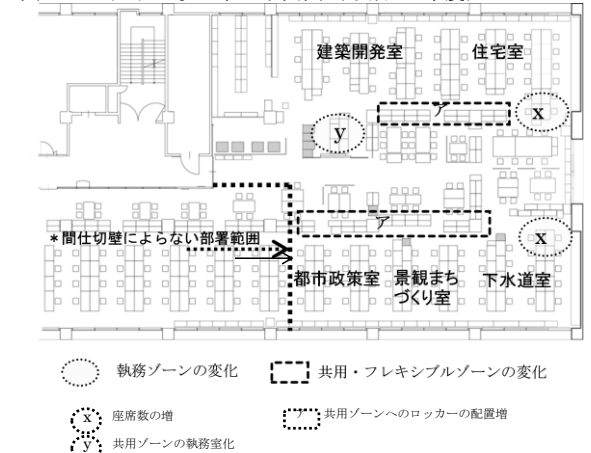 建築開発室 住宅室
ア
x
y
ア
x
*間仕切壁によらない部署範囲
都市政策室 景観まちづくり室 下水道室
執務ゾーンの変化 共用・フレキシブルゾーンの変化
x 座席数の増 ア 共用ゾーンへのロッカーの配置増
y 共用ゾーンの執務室化